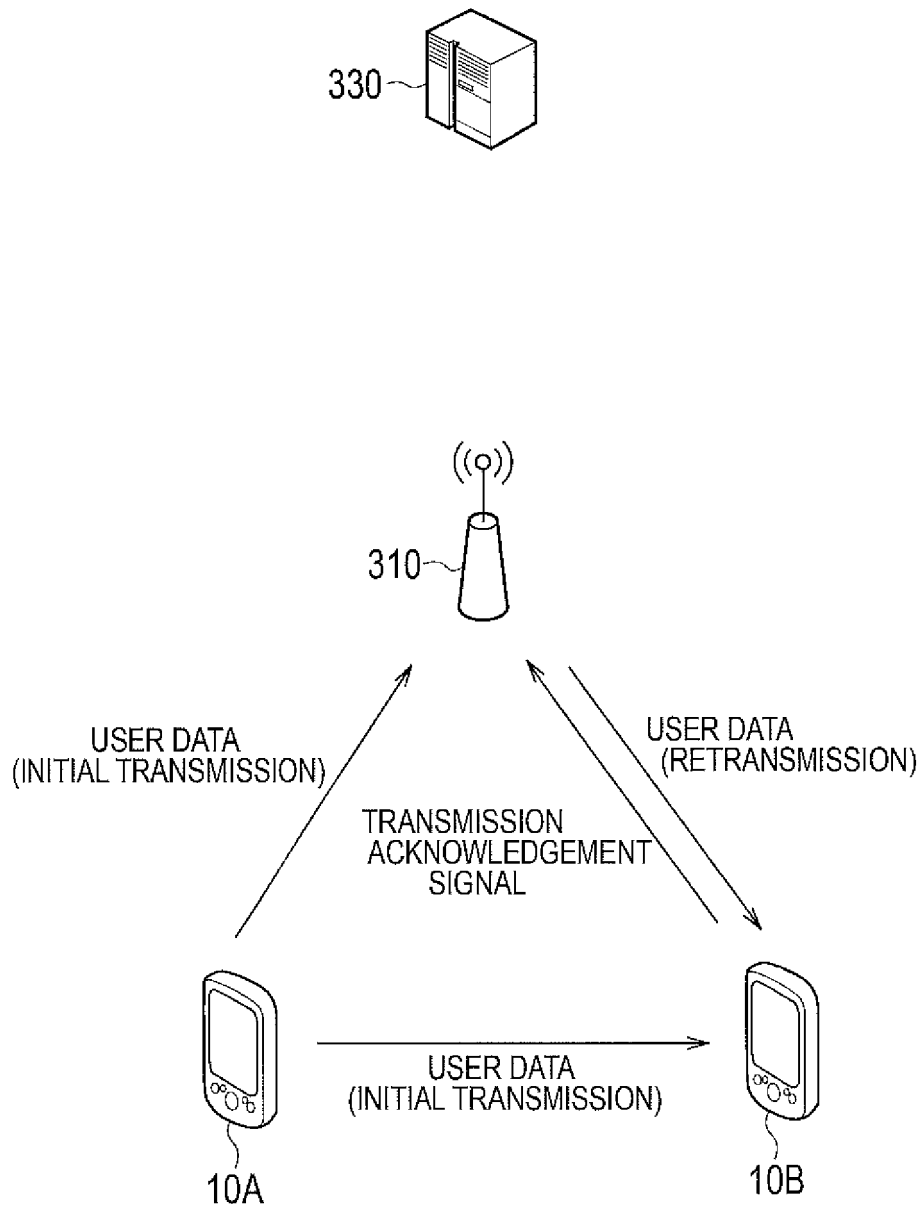 330
310
USER DATA
(INITIAL TRANSMISSION)
USER DATA
(RETRANSMISSION)
TRANSMISSION
ACKNOWLEDGEMENT
SIGNAL
USER DATA
(INITIAL TRANSMISSION)
10A
10B